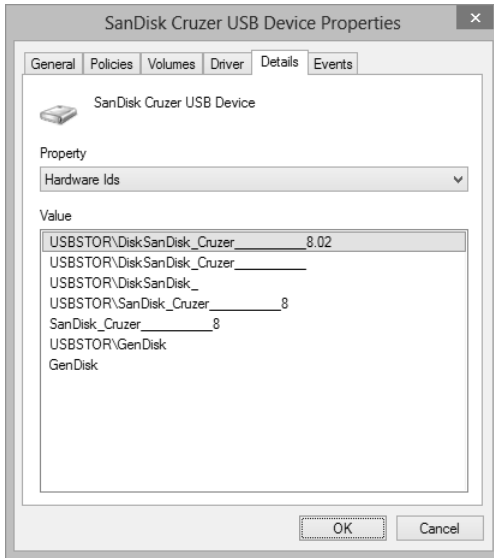 SanDisk Cruzer USB Device Properties
×
General Policies Volumes Driver Details Events
SanDisk Cruzer USB Device
Property
Hardware Ids
Value
USBSTOR\DiskSanDisk_Cruzer__________8.02
USBSTOR\DiskSanDisk_Cruzer__________
USBSTOR\DiskSanDisk_
USBSTOR\SanDisk_Cruzer__________8
SanDisk_Cruzer__________8
USBSTOR\GenDisk
GenDisk
OK Cancel